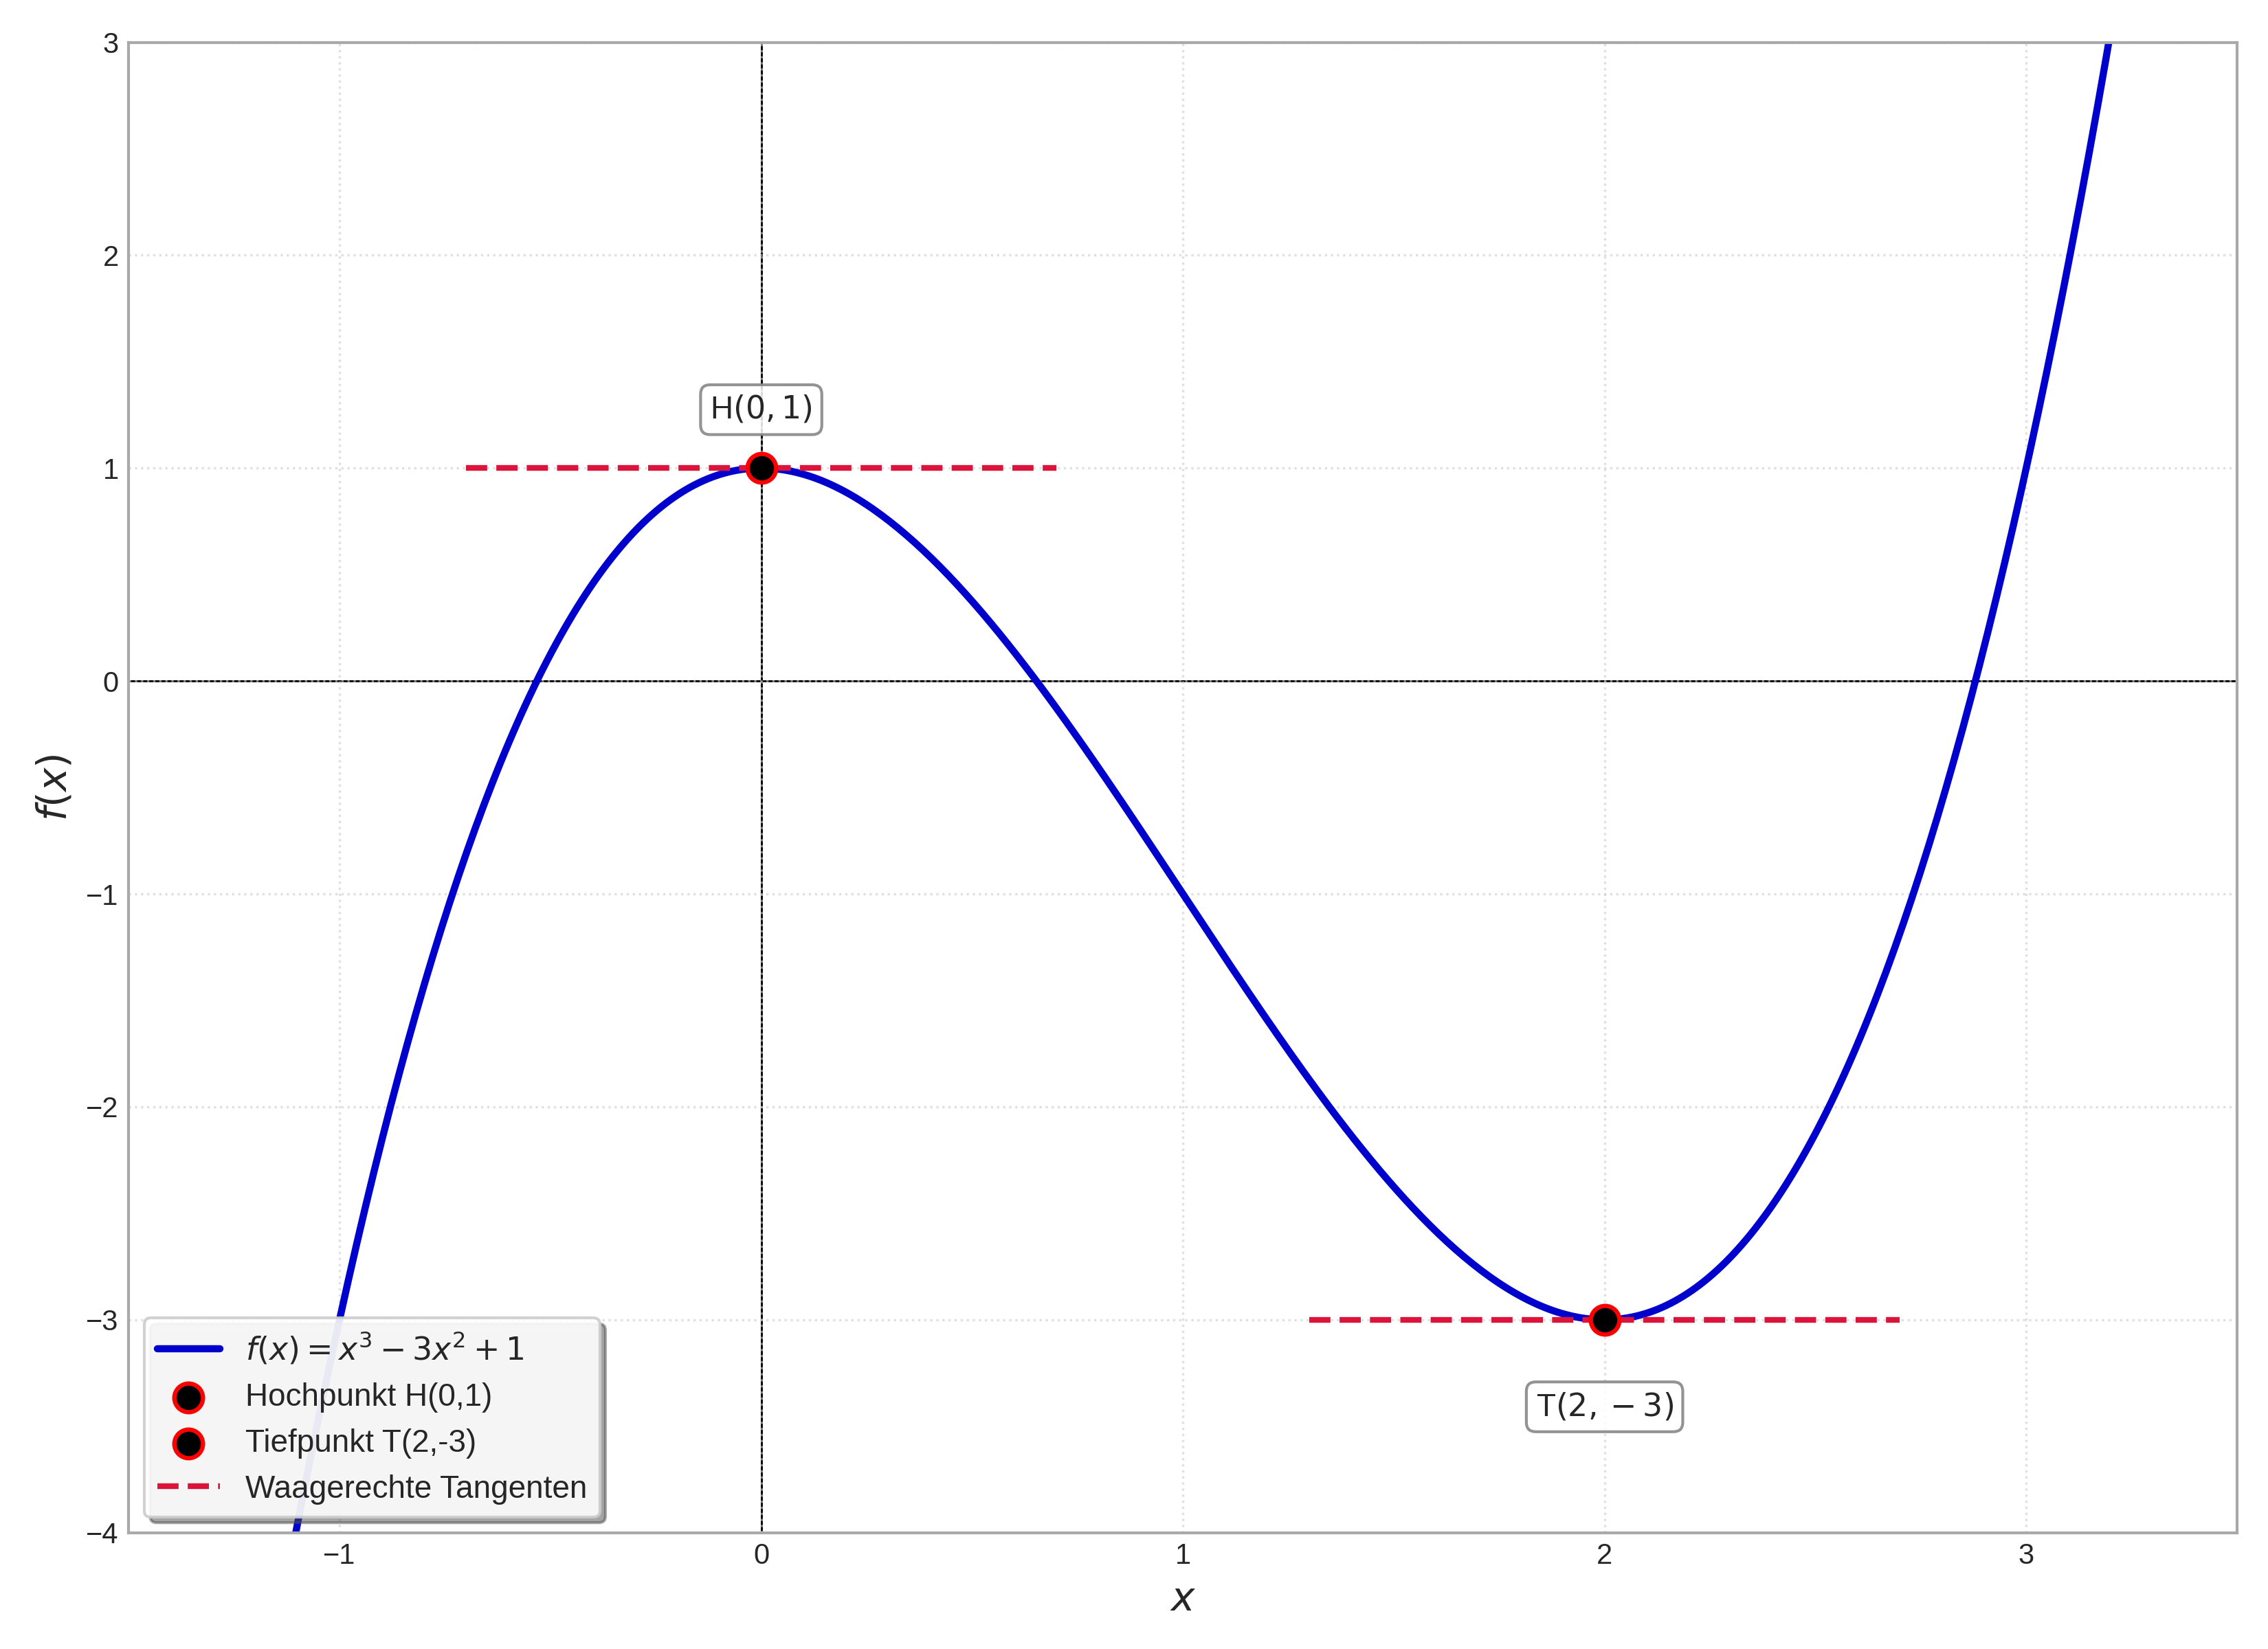 3
2
1
0
−1
−2
−3
−4
f(x)
H(0, 1)
T(2, −3)
f(x) = x³ − 3x² + 1
Hochpunkt H(0,1)
Tiefpunkt T(2,-3)
Waagerechte Tangenten
−1 0 1 2 3
x